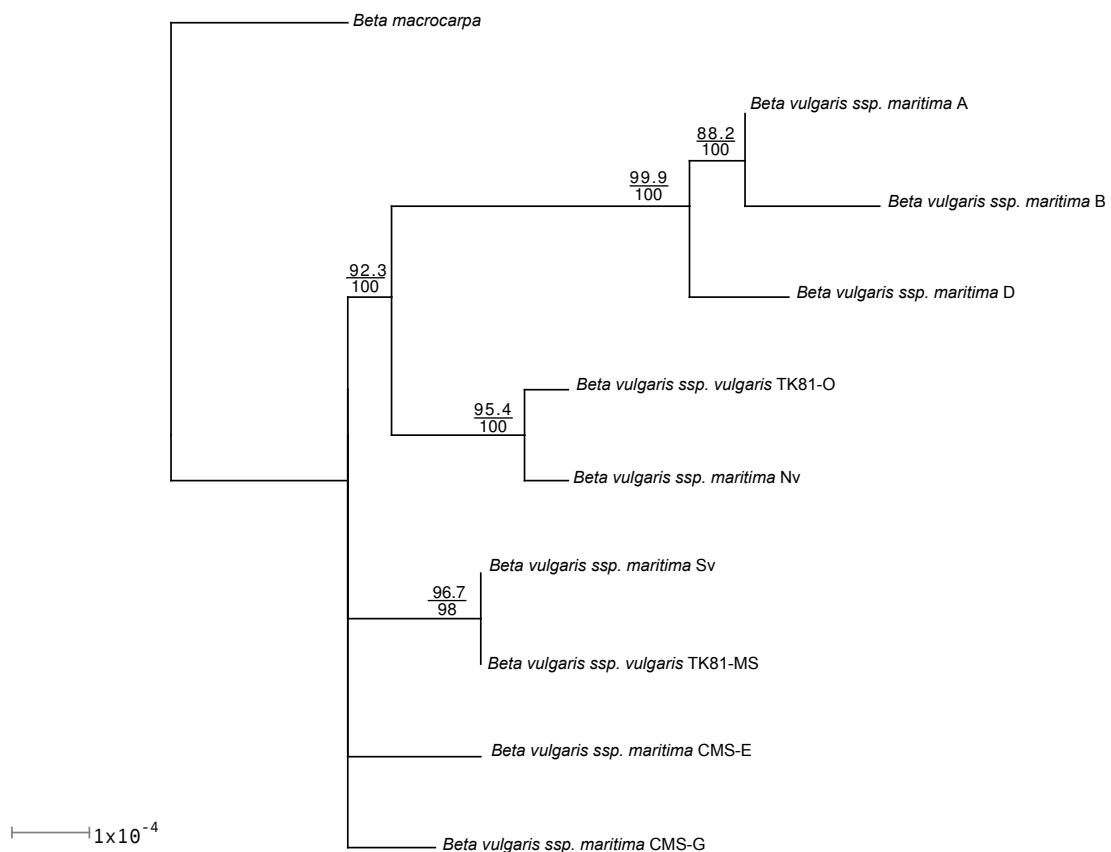 Beta macrocarpa
Beta vulgaris ssp. maritima A
88.2
100
99.9
100
Beta vulgaris ssp. maritima B
92.3
100
Beta vulgaris ssp. maritima D
Beta vulgaris ssp. vulgaris TK81-O
95.4
100
Beta vulgaris ssp. maritima Nv
Beta vulgaris ssp. maritima Sv
96.7
98
Beta vulgaris ssp. vulgaris TK81-MS
Beta vulgaris ssp. maritima CMS-E
1x10⁻⁴
Beta vulgaris ssp. maritima CMS-G